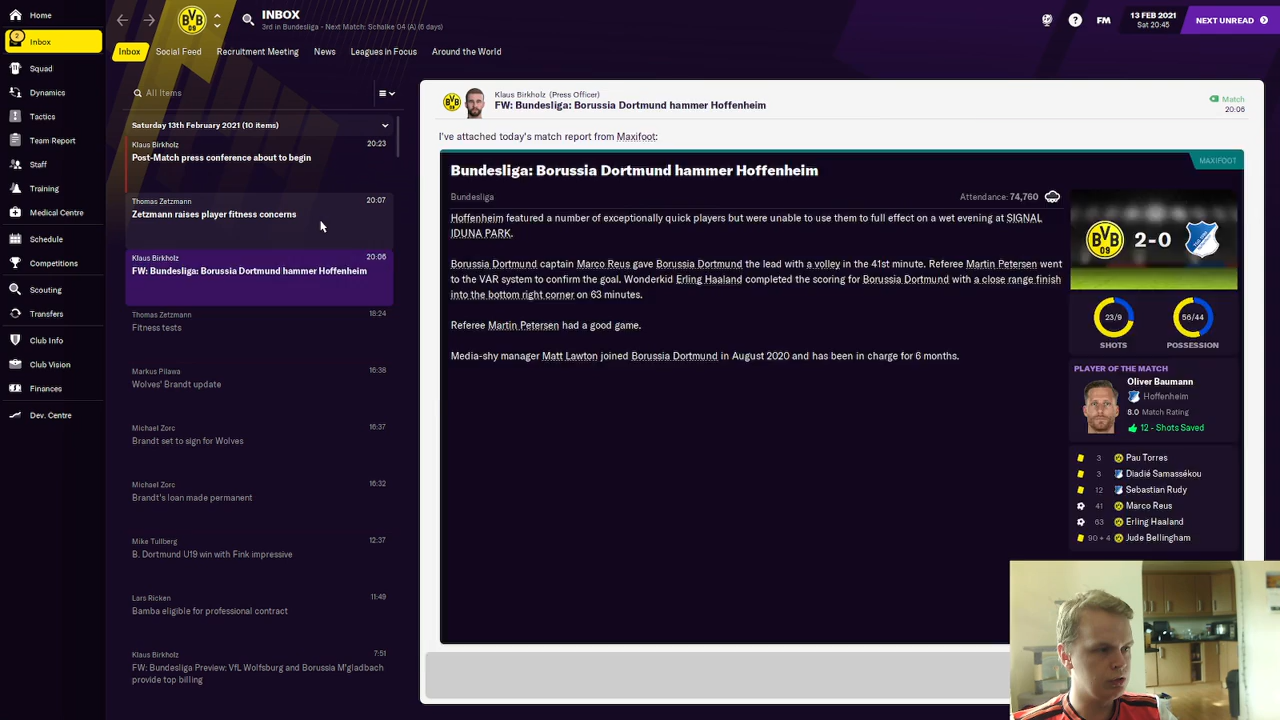 Home
Inbox
2
Squad
Dynamics
Tactics
Team Report
Staff
Training
Medical Centre
Schedule
Competitions
Scouting
Transfers
Club Info
Club Vision
Finances
Dev. Centre
BVB
09
INBOX
3rd in Bundesliga - Next Match: Schalke 04 (A) (6 days)
?
FM
13 FEB 2021
Sat 20:45
NEXT UNREAD
Inbox
Social Feed
Recruitment Meeting
News
Leagues in Focus
Around the World
All Items
Saturday 13th February 2021 (10 items)
Klaus Birkholz
20:23
Post-Match press conference about to begin
Thomas Zetzmann
20:07
Zetzmann raises player fitness concerns
Klaus Birkholz
20:06
FW: Bundesliga: Borussia Dortmund hammer Hoffenheim
Thomas Zetzmann
18:24
Fitness tests
Markus Pilawa
16:38
Wolves' Brandt update
Michael Zorc
16:37
Brandt set to sign for Wolves
Michael Zorc
16:32
Brandt's loan made permanent
Mike Tullberg
12:37
B. Dortmund U19 win with Fink impressive
Lars Ricken
11:49
Bamba eligible for professional contract
Klaus Birkholz
7:51
FW: Bundesliga Preview: VfL Wolfsburg and Borussia M'gladbach
provide top billing
Klaus Birkholz (Press Officer)
FW: Bundesliga: Borussia Dortmund hammer Hoffenheim
Match
20:06
I've attached today's match report from Maxifoot:
MAXIFOOT
Bundesliga: Borussia Dortmund hammer Hoffenheim
Bundesliga
Attendance: 74,760
Hoffenheim featured a number of exceptionally quick players but were unable to use them to full effect on a wet evening at SIGNAL
IDUNA PARK.
Borussia Dortmund captain Marco Reus gave Borussia Dortmund the lead with a volley in the 41st minute. Referee Martin Petersen went
to the VAR system to confirm the goal. Wonderkid Erling Haaland completed the scoring for Borussia Dortmund with a close range finish
into the bottom right corner on 63 minutes.
Referee Martin Petersen had a good game.
Media-shy manager Matt Lawton joined Borussia Dortmund in August 2020 and has been in charge for 6 months.
BVB
09
2-0
23/9
SHOTS
56/44
POSSESSION
PLAYER OF THE MATCH
Oliver Baumann
Hoffenheim
8.0 Match Rating
12 - Shots Saved
3 Pau Torres
3 Diadié Samassékou
12 Sebastian Rudy
41 Marco Reus
63 Erling Haaland
90 + 4 Jude Bellingham